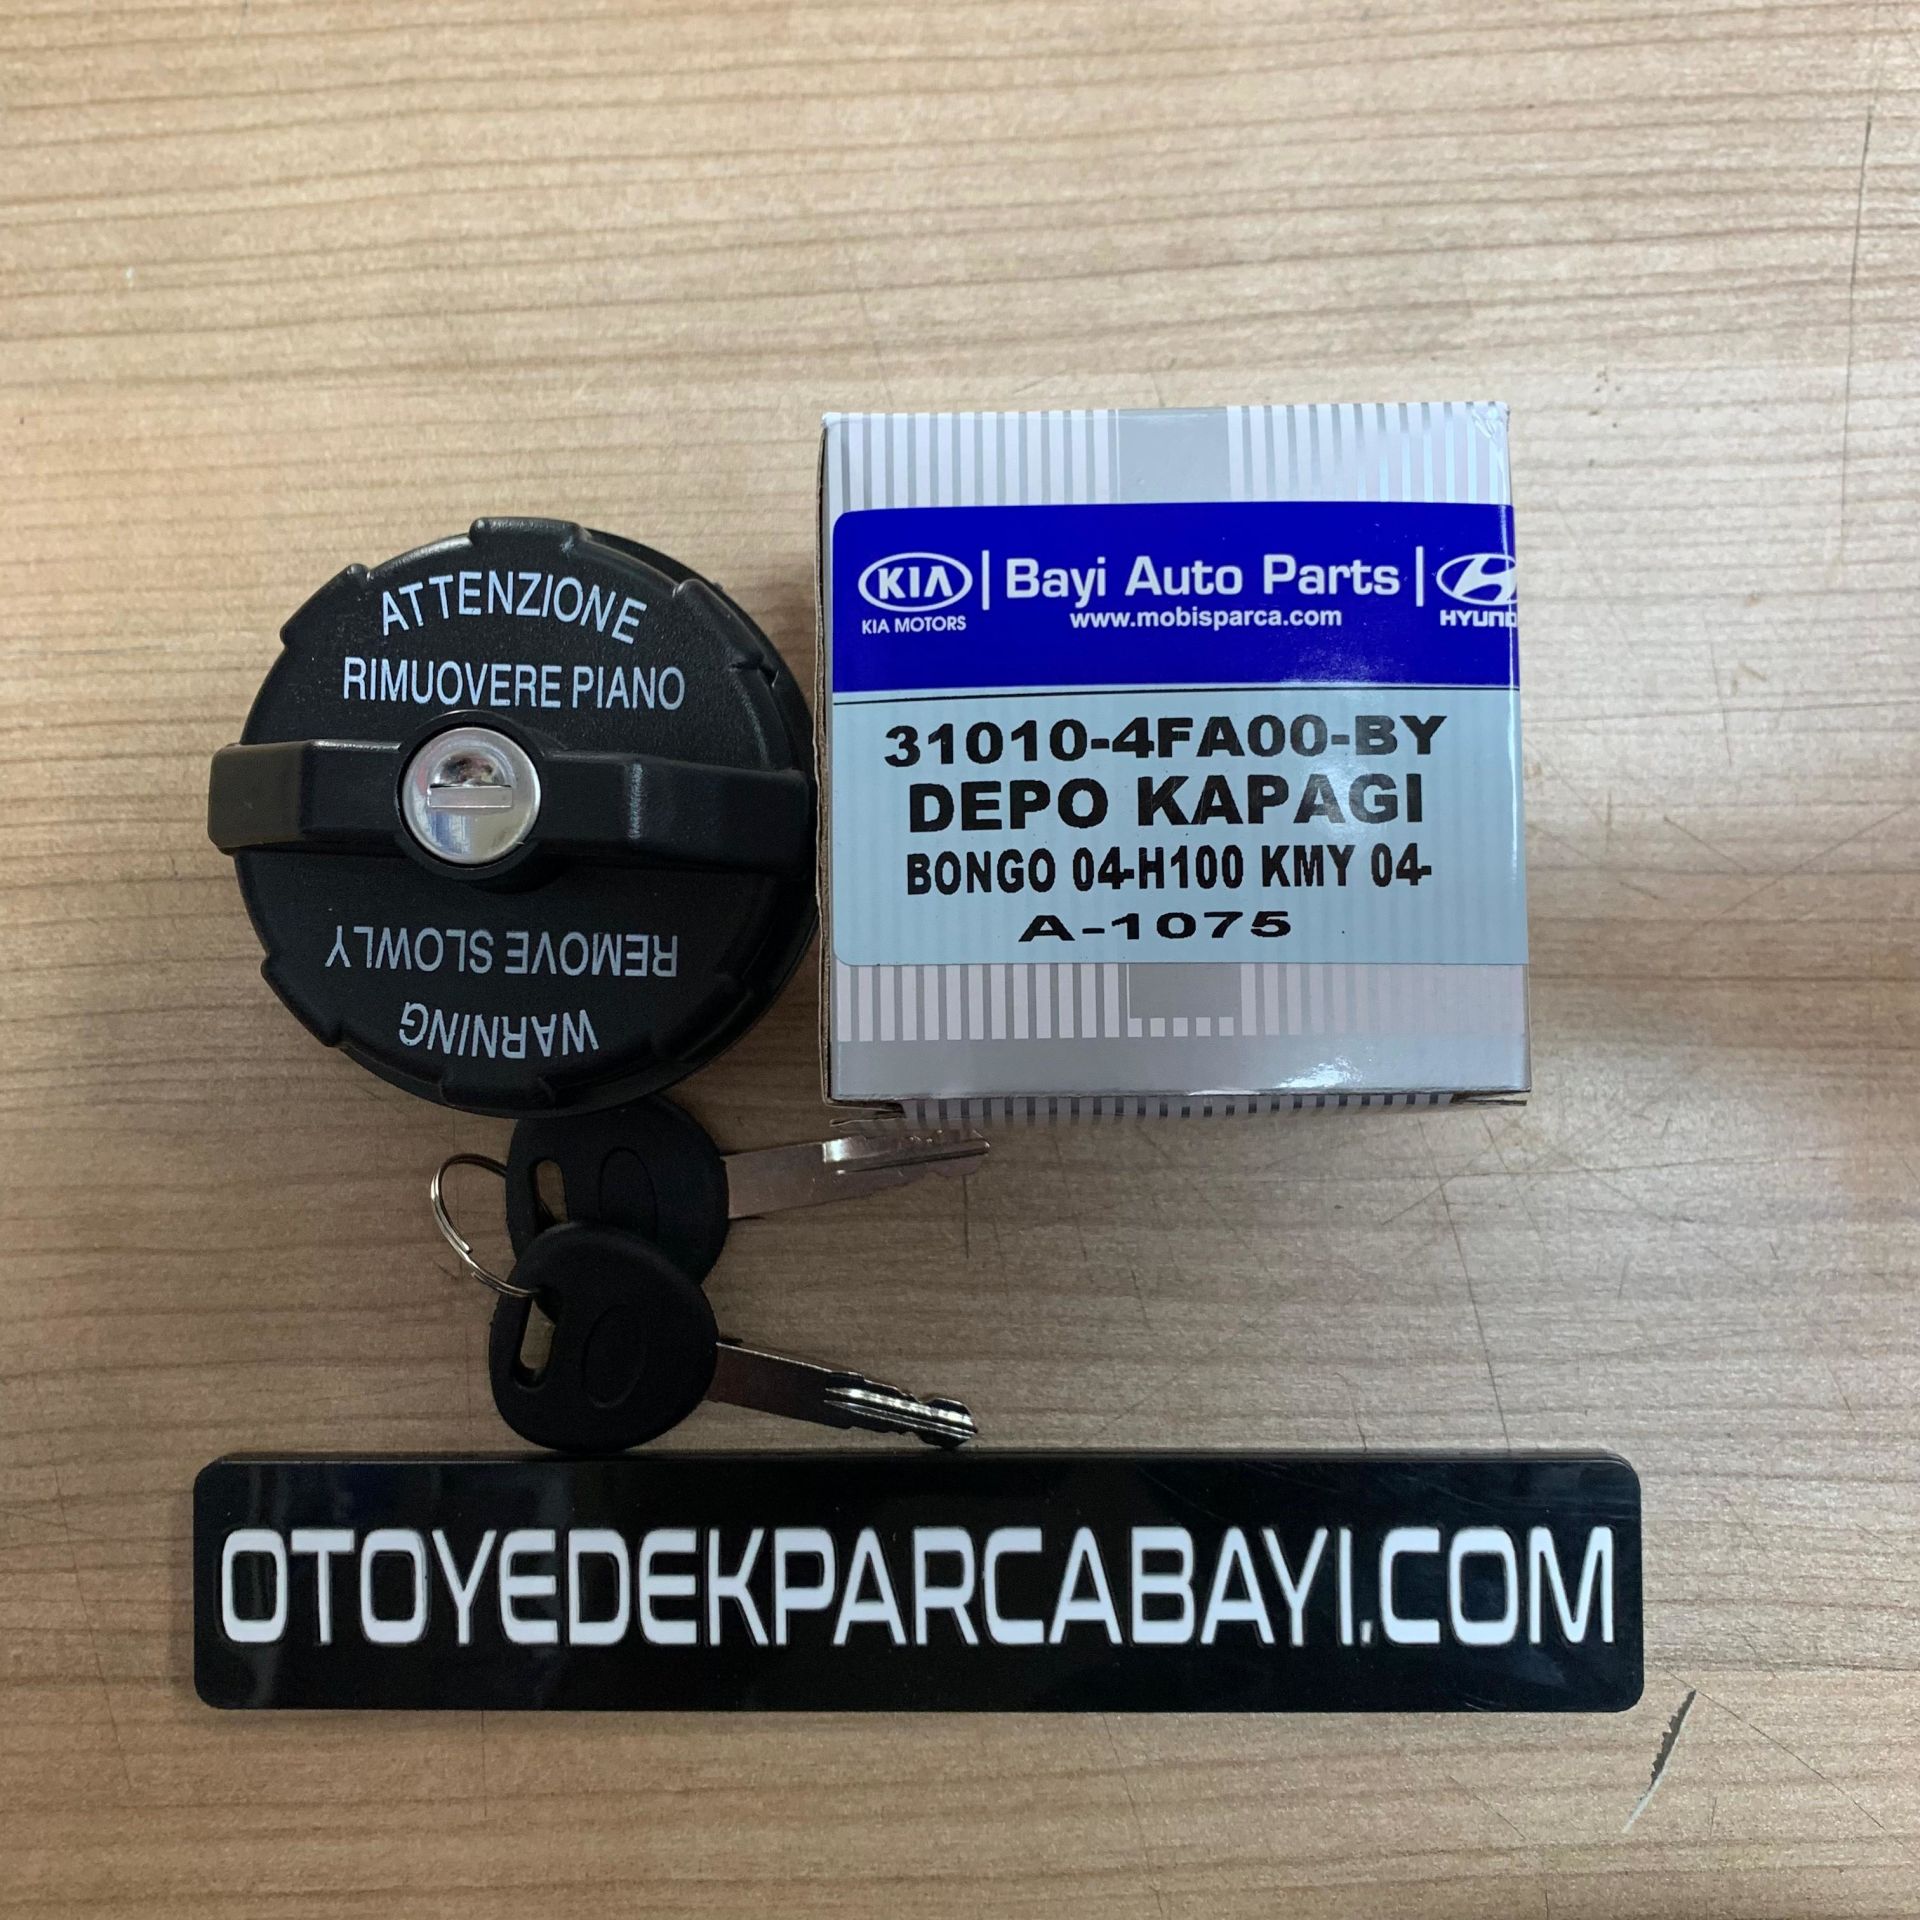 ATTENZIONE
RIMUOVERE PIANO
WARNING
REMOVE SLOWLY
KIA
KIA MOTORS
Bayi Auto Parts
www.mobisparca.com
31010-4FA00-BY
DEPO KAPAGI
BONGO 04-H100 KMY 04-
A-1075
OTOYEDEKPARCABAYI.COM